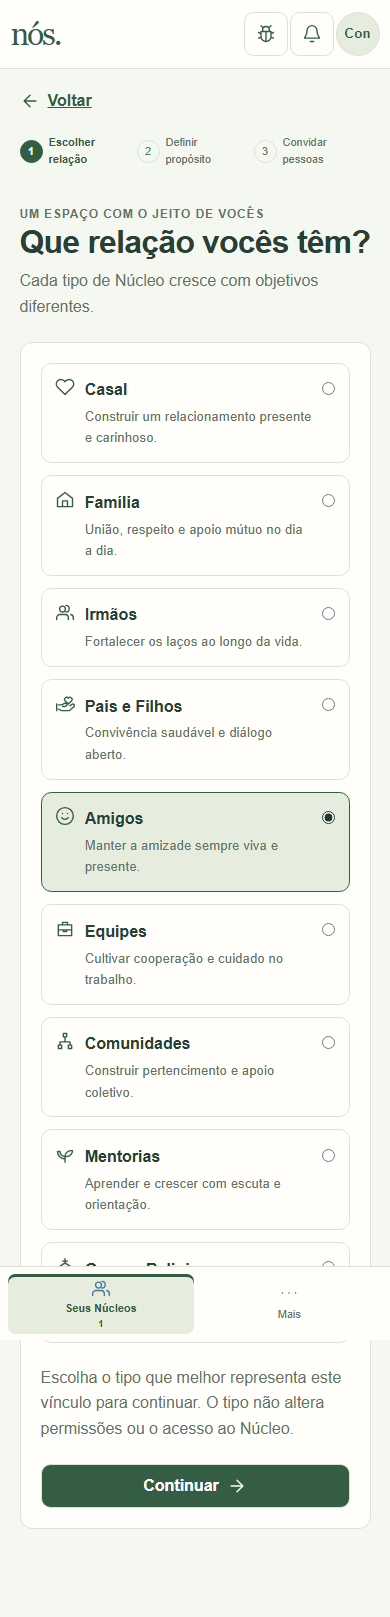 nós.
Con
Voltar
1
Escolher
relação
2
Definir
propósito
3
Convidar
pessoas
UM ESPAÇO COM O JEITO DE VOCÊS
Que relação vocês têm?
Cada tipo de Núcleo cresce com objetivos
diferentes.
Casal
Construir um relacionamento presente
e carinhoso.
Família
União, respeito e apoio mútuo no dia
a dia.
Irmãos
Fortalecer os laços ao longo da vida.
Pais e Filhos
Convivência saudável e diálogo
aberto.
Amigos
Manter a amizade sempre viva e
presente.
Equipes
Cultivar cooperação e cuidado no
trabalho.
Comunidades
Construir pertencimento e apoio
coletivo.
Mentorias
Aprender e crescer com escuta e
orientação.
Seus Núcleos
1
...
Mais
Escolha o tipo que melhor representa este
vínculo para continuar. O tipo não altera
permissões ou o acesso ao Núcleo.
Continuar